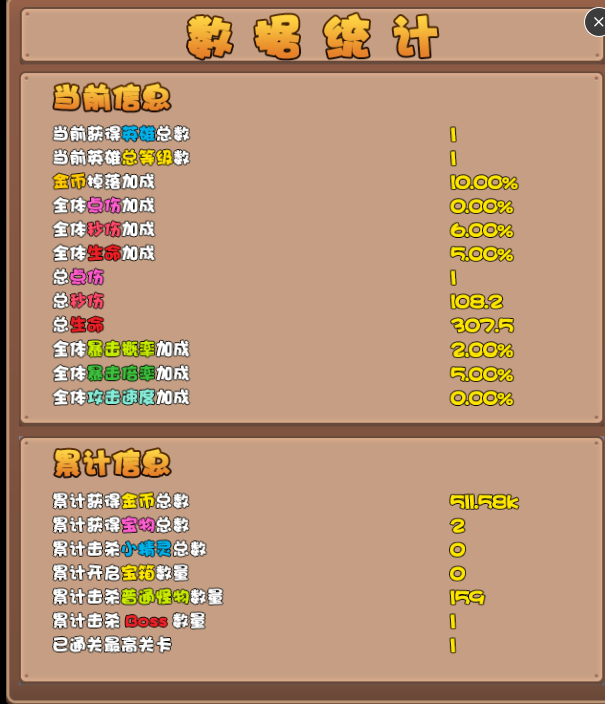 数据统计
当前信息
当前获得英雄总数 1
当前英雄总等级数 1
金币掉落加成 10.00%
全体点伤加成 0.00%
全体秒伤加成 6.00%
全体生命加成 5.00%
总点伤 1
总秒伤 108.2
总生命 307.5
全体暴击概率加成 2.00%
全体暴击倍率加成 5.00%
全体攻击速度加成 0.00%
累计信息
累计获得金币总数 511.58k
累计获得宝物总数 2
累计击杀小精灵总数 0
累计开启宝箱数量 0
累计击杀普通怪物数量 159
累计击杀 Boss 数量 1
已通关最高关卡 1